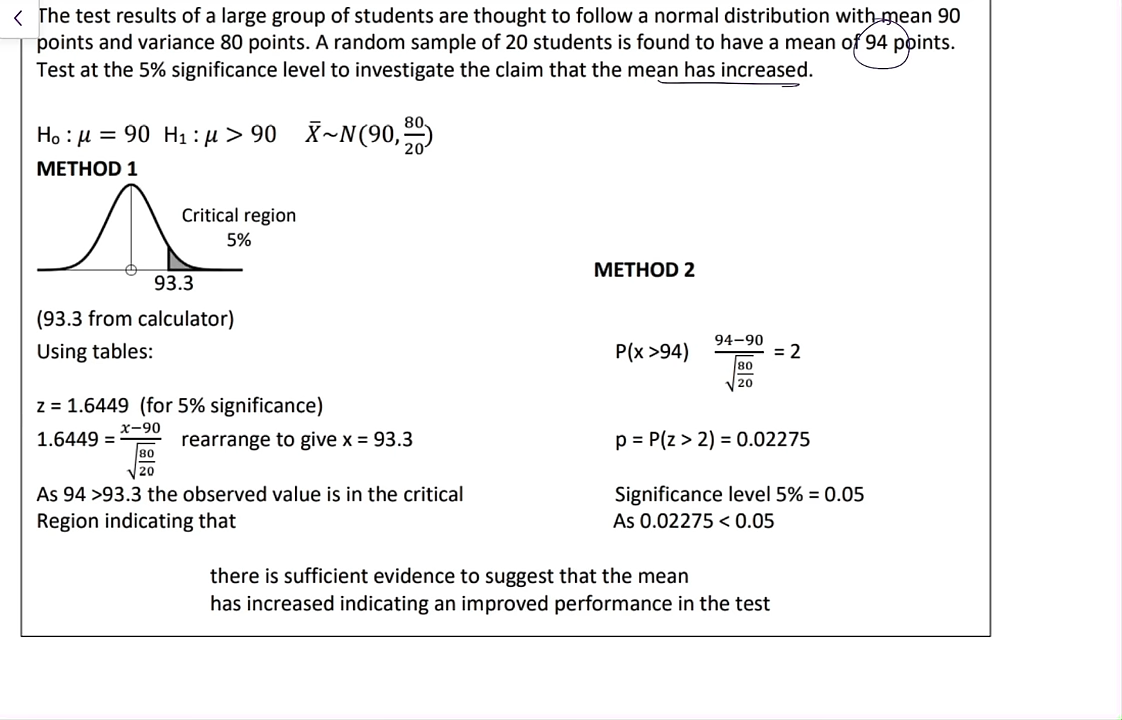 The test results of a large group of students are thought to follow a normal distribution with mean 90
points and variance 80 points. A random sample of 20 students is found to have a mean of 94 points.
Test at the 5% significance level to investigate the claim that the mean has increased.
H₀ : μ = 90 H₁ : μ > 90 X̄~N(90, 80/20)
METHOD 1
Critical region
5%
93.3
(93.3 from calculator)
Using tables:
z = 1.6449 (for 5% significance)
1.6449 = x−90/√80/20 rearrange to give x = 93.3
As 94 >93.3 the observed value is in the critical
Region indicating that
METHOD 2
P(x >94) 94−90/√80/20 = 2
p = P(z > 2) = 0.02275
Significance level 5% = 0.05
As 0.02275 < 0.05
there is sufficient evidence to suggest that the mean
has increased indicating an improved performance in the test